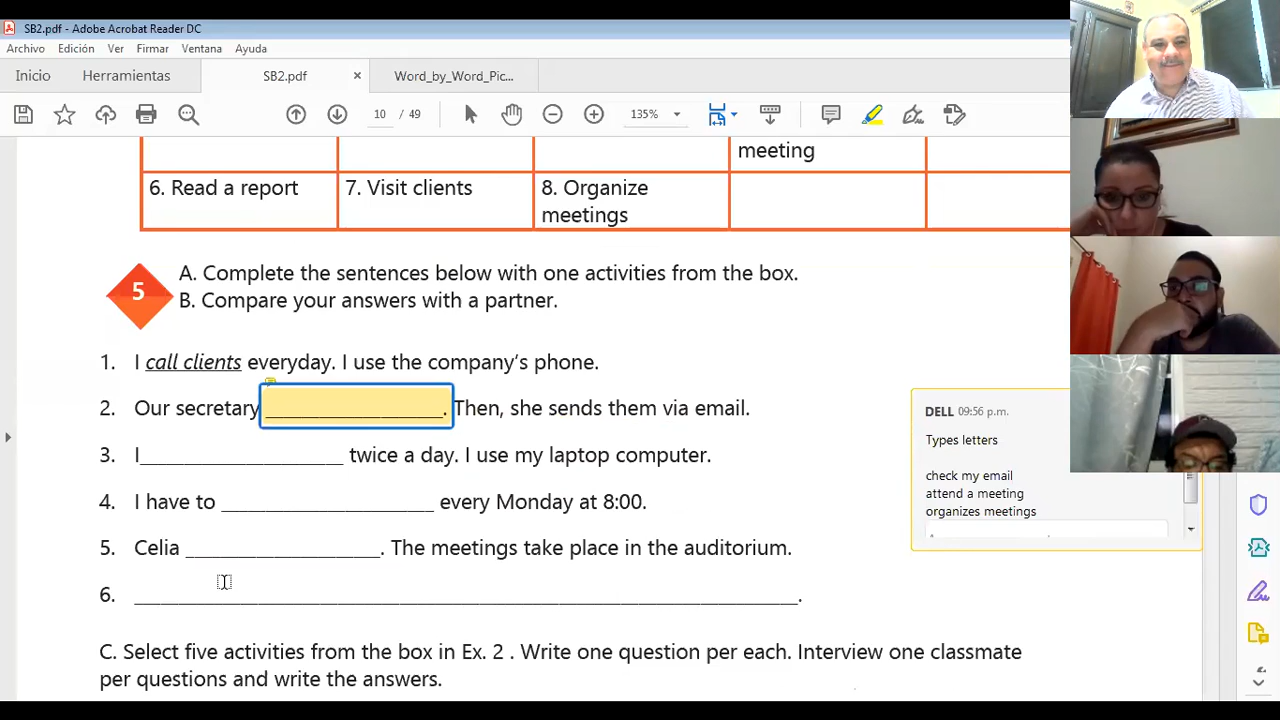 SB2.pdf - Adobe Acrobat Reader DC
Archivo Edición Ver Firmar Ventana Ayuda
Inicio Herramientas SB2.pdf × Word_by_Word_Pic...
/ 49 135%
meeting
6. Read a report 7. Visit clients 8. Organize
meetings
5
A. Complete the sentences below with one activities from the box.
B. Compare your answers with a partner.
1. I call clients everyday. I use the company's phone.
2. Our secretary ___________________. Then, she sends them via email.
3. I____________________ twice a day. I use my laptop computer.
4. I have to _____________________ every Monday at 8:00.
5. Celia ___________________. The meetings take place in the auditorium.
6. __________________________________________________________________.
C. Select five activities from the box in Ex. 2 . Write one question per each. Interview one classmate
per questions and write the answers.
DELL 09:56 p.m.
Types letters
check my email
attend a meeting
organizes meetings